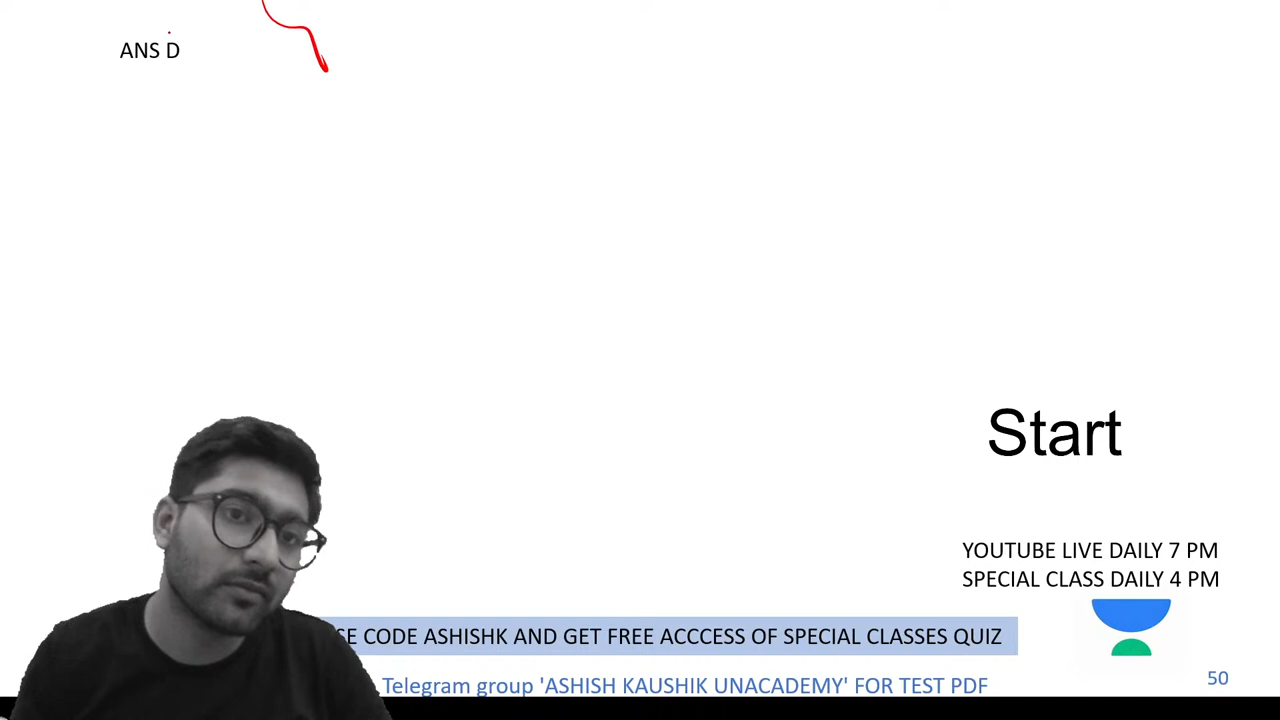 ANS D
Start
YOUTUBE LIVE DAILY 7 PM
SPECIAL CLASS DAILY 4 PM
SE CODE ASHISHK AND GET FREE ACCCESS OF SPECIAL CLASSES QUIZ
Telegram group 'ASHISH KAUSHIK UNACADEMY' FOR TEST PDF
50